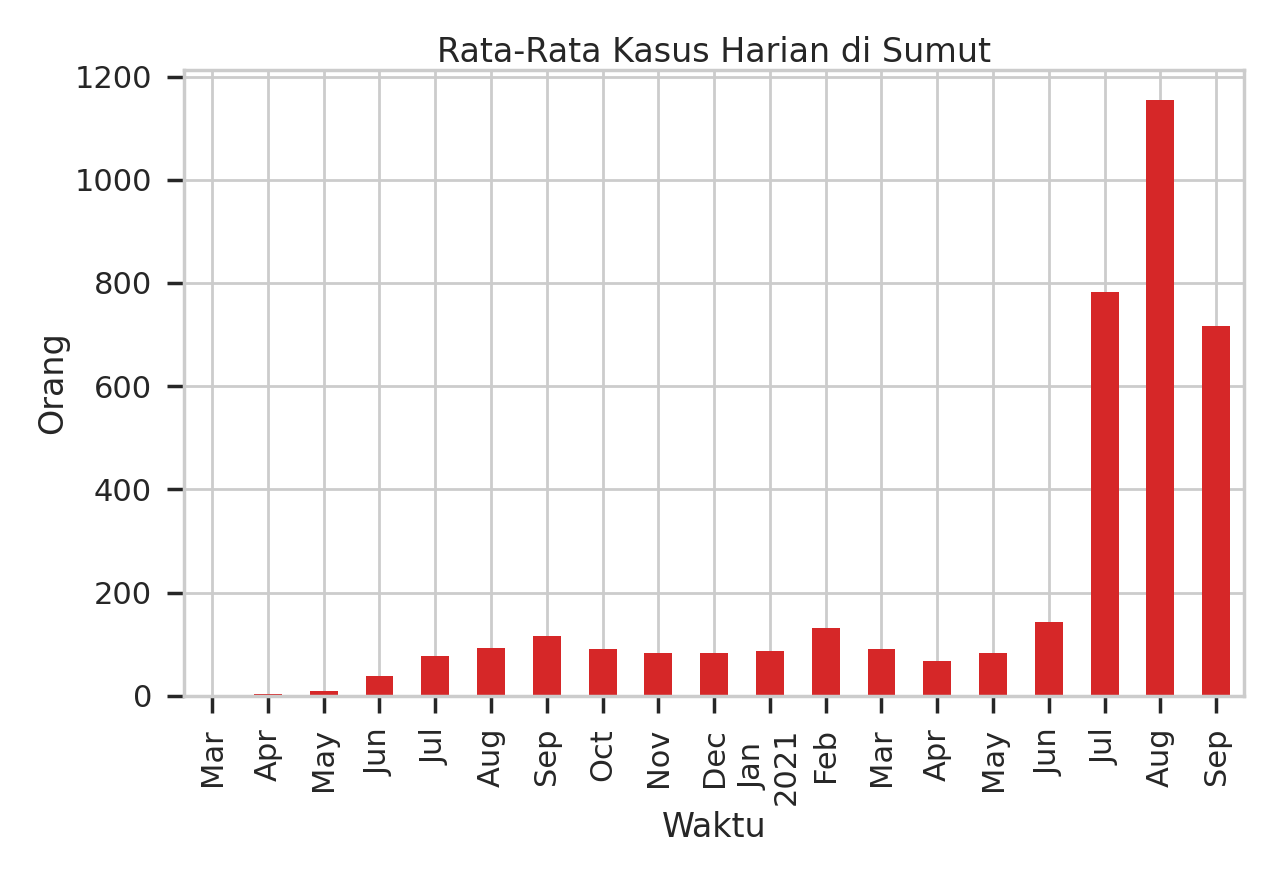 Rata-Rata Kasus Harian di Sumut
1200
1000
800
600
400
200
0
Orang
Mar
Apr
May
Jun
Jul
Aug
Sep
Oct
Nov
Dec
Jan
2021
Feb
Mar
Apr
May
Jun
Jul
Aug
Sep
Waktu